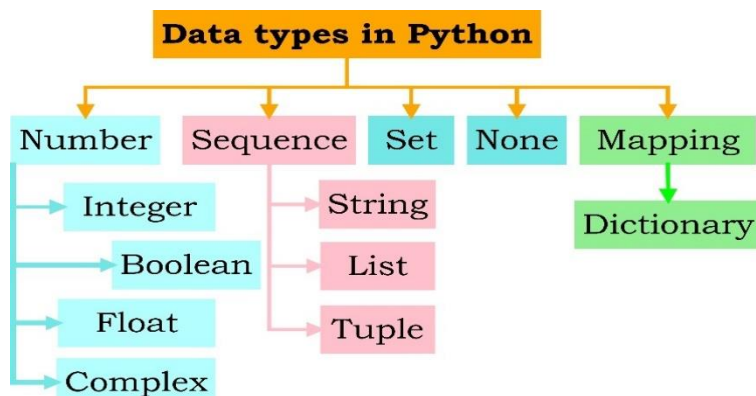 Data types in Python
Number
Sequence
Set
None
Mapping
Integer
Boolean
Float
Complex
String
List
Tuple
Dictionary